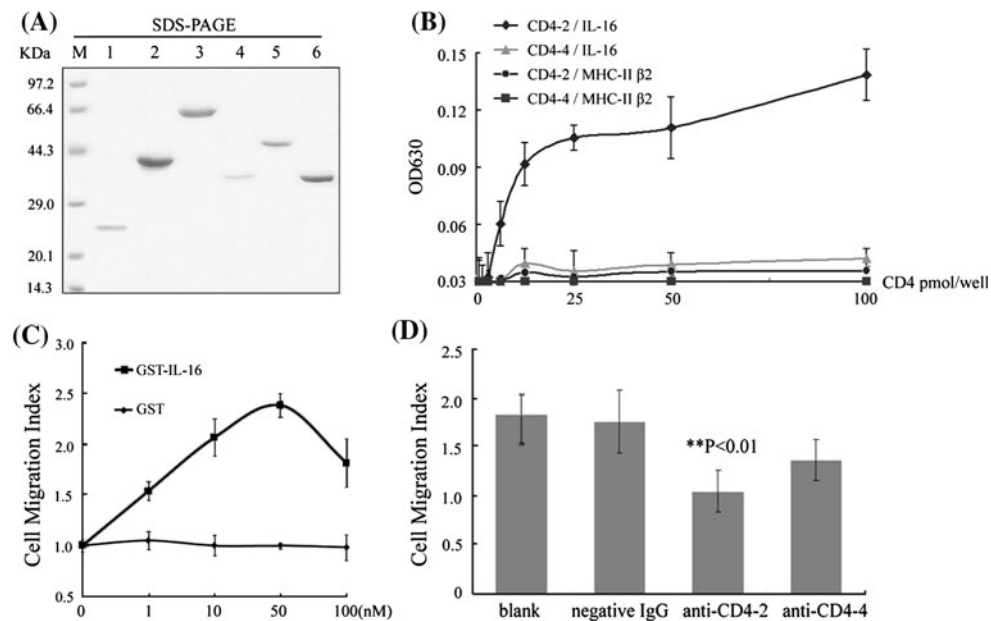 (A)
SDS-PAGE
KDa M 1 2 3 4 5 6
97.2
66.4
44.3
29.0
20.1
14.3
(B)
CD4-2 / IL-16
CD4-4 / IL-16
CD4-2 / MHC-II β2
CD4-4 / MHC-II β2
OD630
0.15
0.12
0.09
0.06
0.03
0 25 50 100
CD4 pmol/well
(C)
Cell Migration Index
GST-IL-16
GST
3.0
2.5
2.0
1.5
1.0
0.5
0 1 10 50 100(nM)
(D)
Cell Migration Index
2.5
2.0
1.5
1.0
0.5
0
**P<0.01
blank negative IgG anti-CD4-2 anti-CD4-4